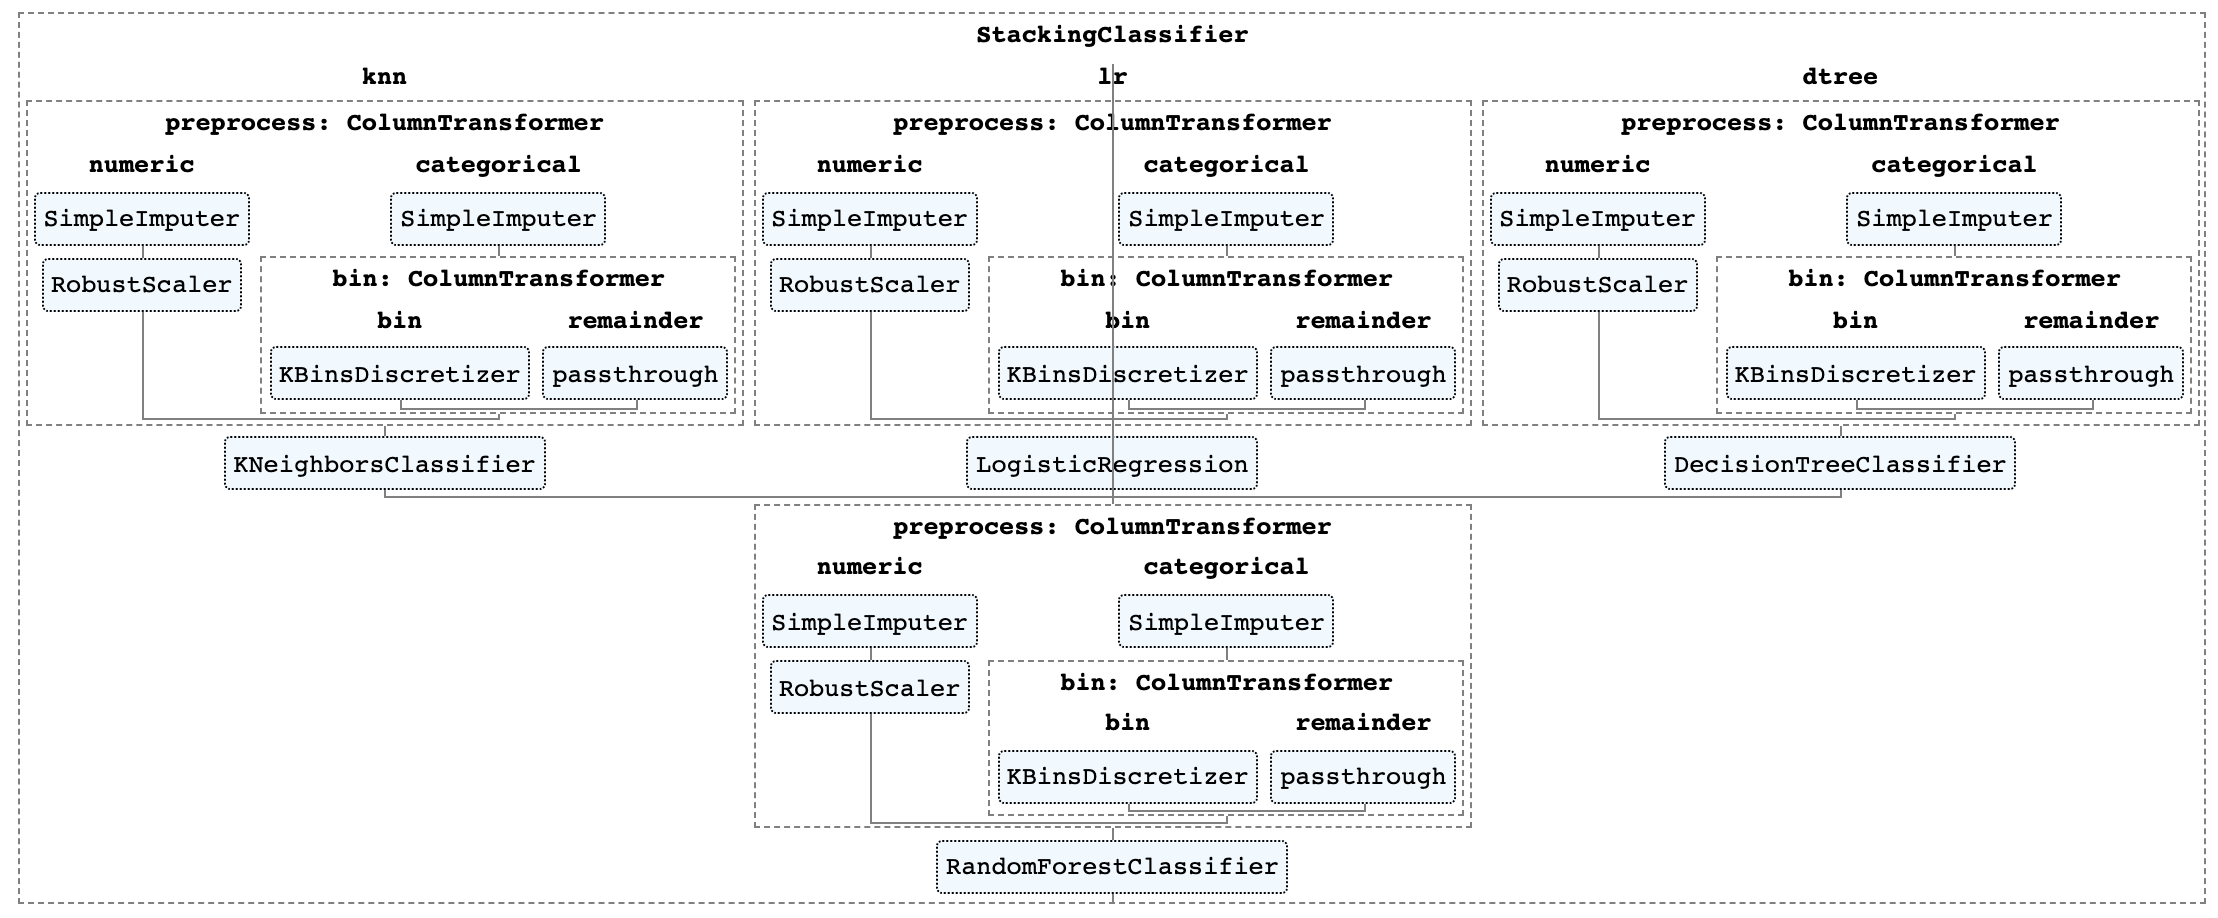 StackingClassifier
knn lr dtree
preprocess: ColumnTransformer preprocess: ColumnTransformer preprocess: ColumnTransformer
numeric categorical numeric categorical numeric categorical
SimpleImputer SimpleImputer SimpleImputer SimpleImputer SimpleImputer SimpleImputer
RobustScaler bin: ColumnTransformer RobustScaler bin: ColumnTransformer RobustScaler bin: ColumnTransformer
bin remainder bin remainder bin remainder
KBinsDiscretizer passthrough KBinsDiscretizer passthrough KBinsDiscretizer passthrough
KNeighborsClassifier LogisticRegression DecisionTreeClassifier
preprocess: ColumnTransformer
numeric categorical
SimpleImputer SimpleImputer
RobustScaler bin: ColumnTransformer
bin remainder
KBinsDiscretizer passthrough
RandomForestClassifier